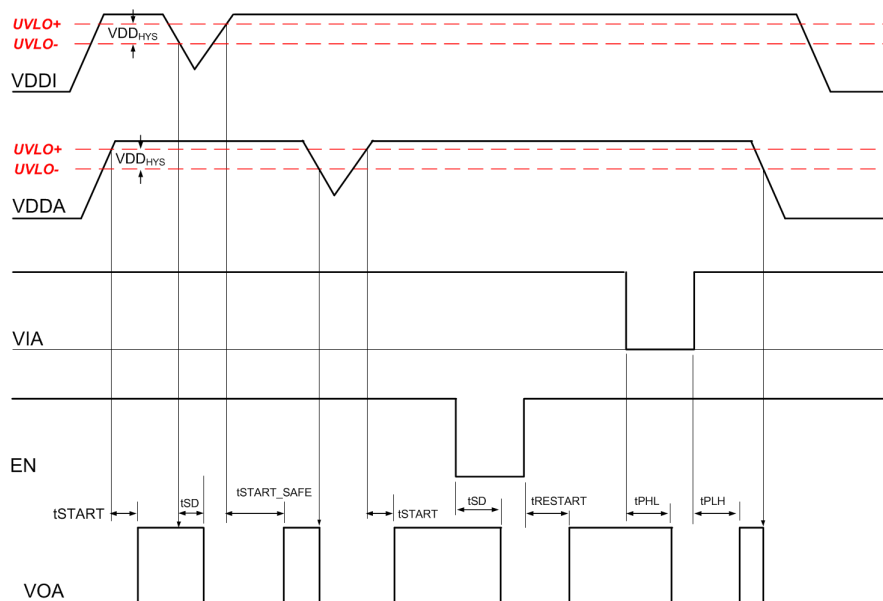 UVLO+
VDDHYS
UVLO-
VDDI
UVLO+
VDDHYS
UVLO-
VDDA
VIA
EN
tSTART
tSD
tSTART_SAFE
tSTART
tSD
tRESTART
tPHL
tPLH
VOA